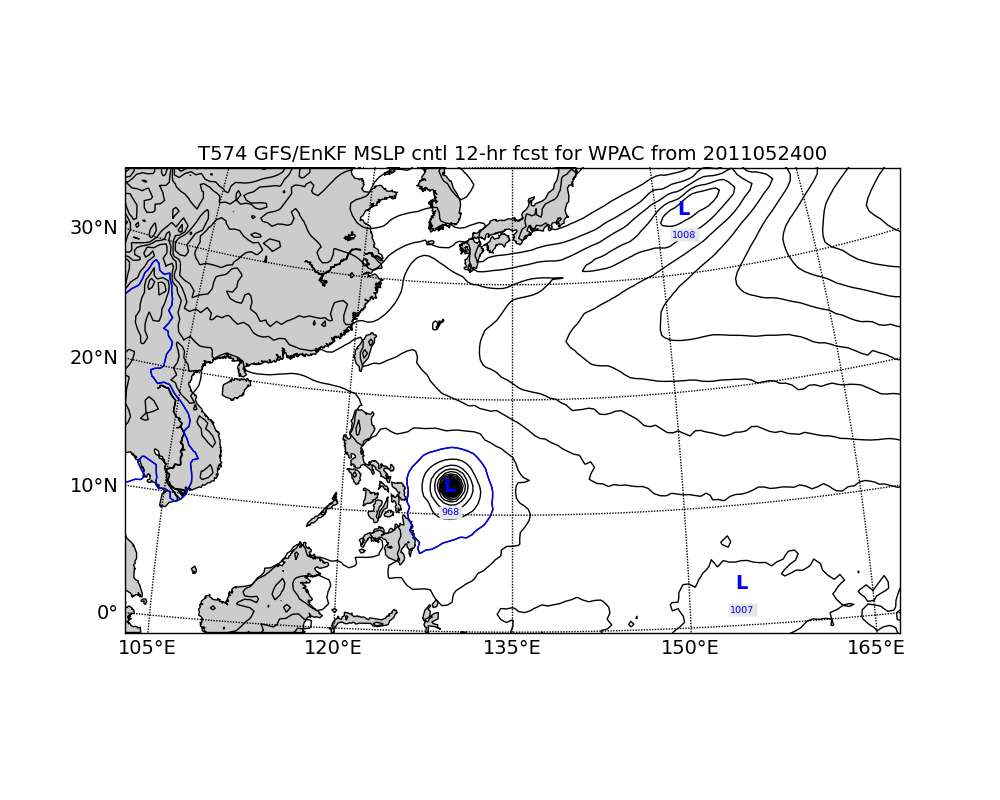 T574 GFS/EnKF MSLP cntl 12-hr fcst for WPAC from 2011052400
L
1008
30°N
20°N
10°N
L
968
L
1007
0°
105°E 120°E 135°E 150°E 165°E